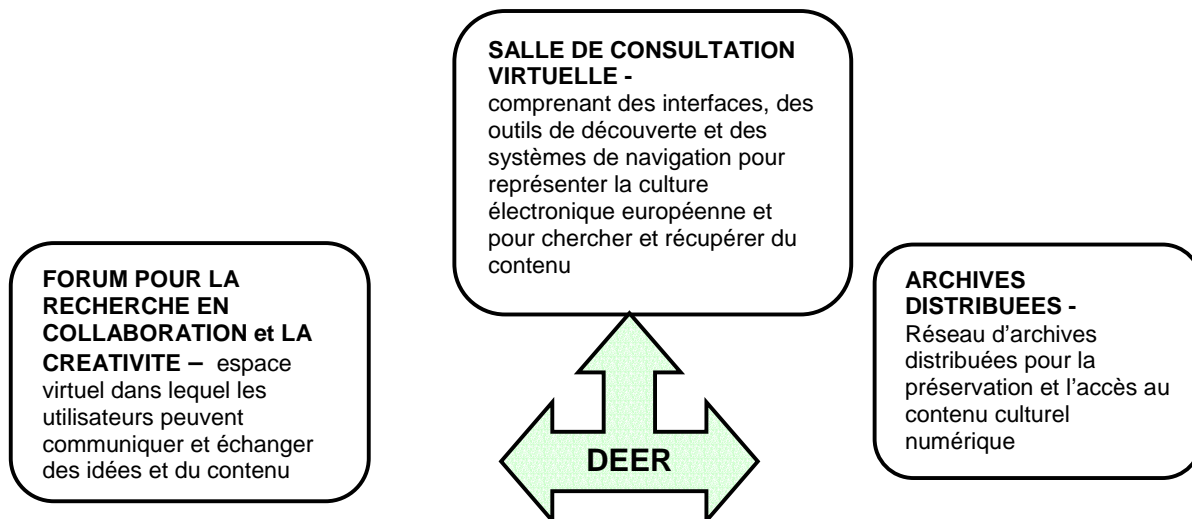 SALLE DE CONSULTATION
VIRTUELLE -
comprenant des interfaces, des
outils de découverte et des
systèmes de navigation pour
représenter la culture
électronique européenne et
pour chercher et récupérer du
contenu
FORUM POUR LA
RECHERCHE EN
COLLABORATION et LA
CREATIVITE – espace
virtuel dans lequel les
utilisateurs peuvent
communiquer et échanger
des idées et du contenu
ARCHIVES
DISTRIBUEES -
Réseau d’archives
distribuées pour la
préservation et l’accès au
contenu culturel
numérique
DEER